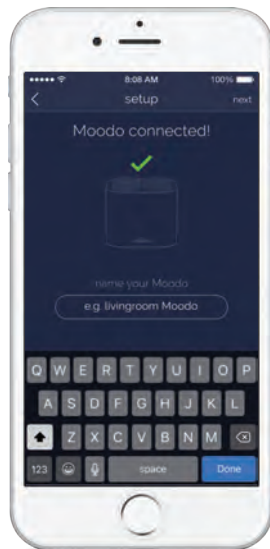 8:08 AM 100%
setup next
Moodo connected!
name your Moodo
e.g. livingroom Moodo
Q W E R T Y U I O P
A S D F G H J K L
Z X C V B N M
123 space Done